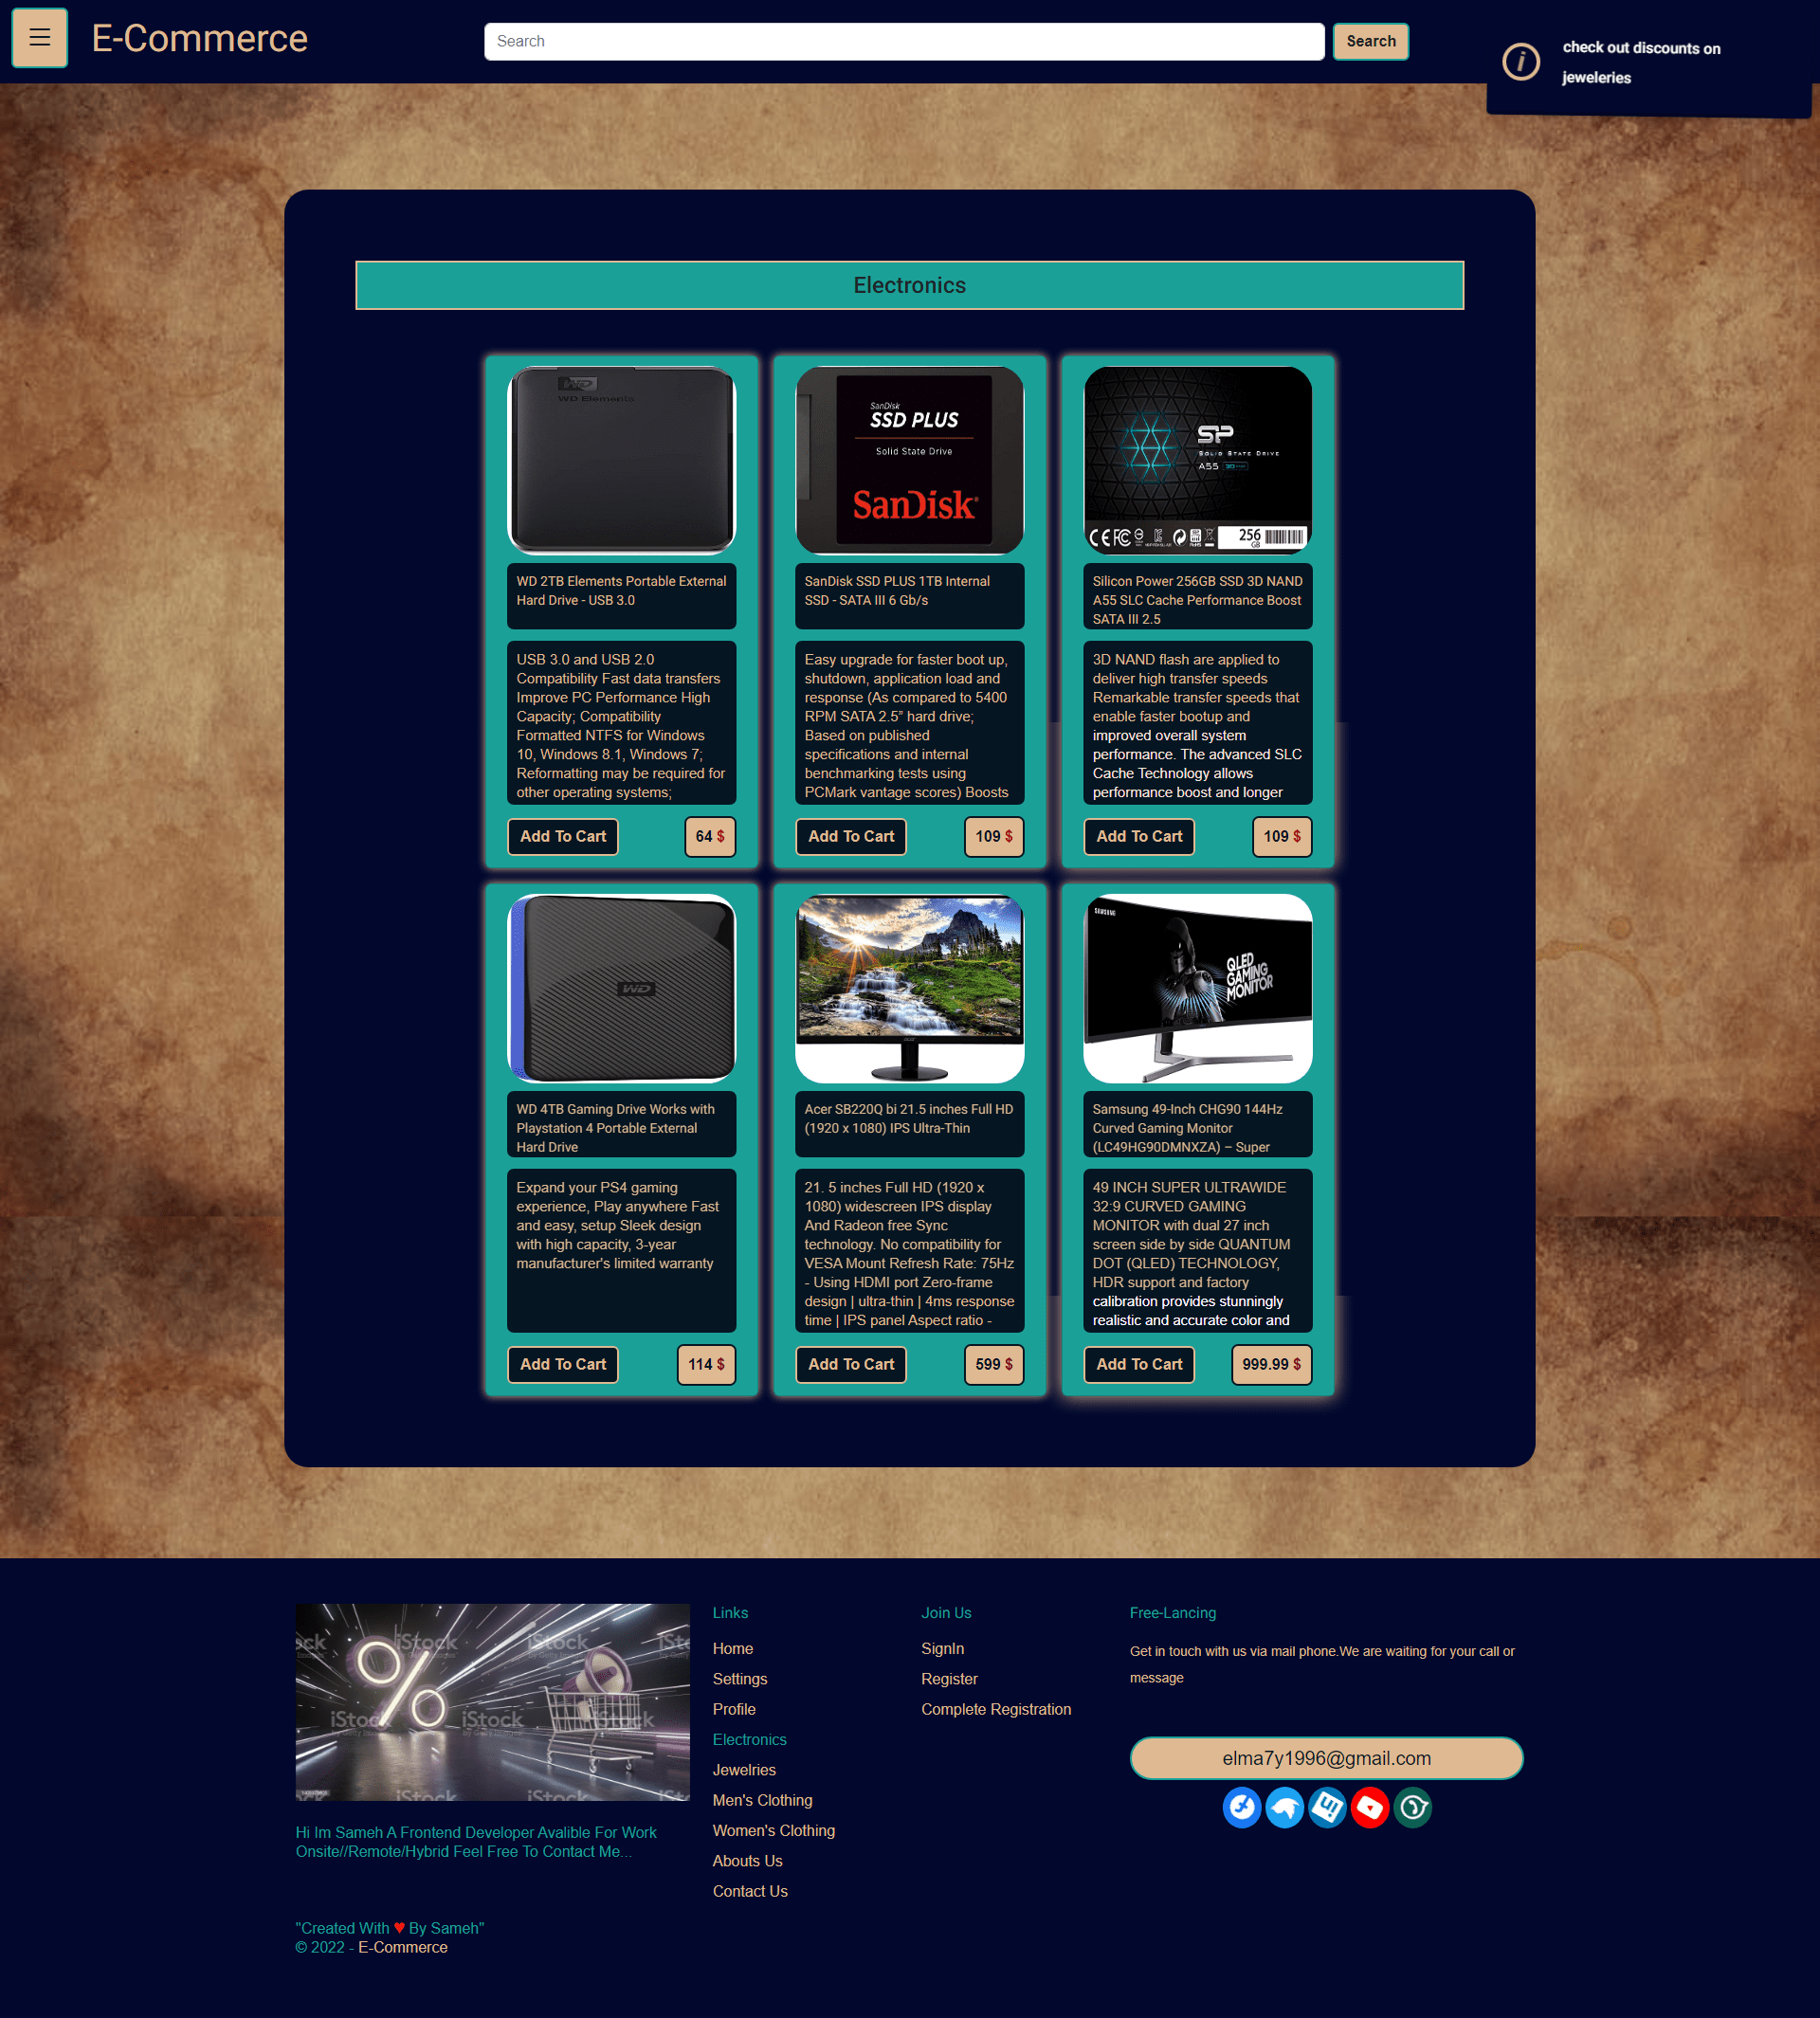 E-Commerce
Search
Search
check out discounts on
jeweleries
Electronics
WD
WD Elements
WD 2TB Elements Portable External
Hard Drive - USB 3.0
USB 3.0 and USB 2.0
Compatibility Fast data transfers
Improve PC Performance High
Capacity; Compatibility
Formatted NTFS for Windows
10, Windows 8.1, Windows 7;
Reformatting may be required for
other operating systems;
Add To Cart
64 $
SanDisk
SSD PLUS
Solid State Drive
SanDisk
SanDisk SSD PLUS 1TB Internal
SSD - SATA III 6 Gb/s
Easy upgrade for faster boot up,
shutdown, application load and
response (As compared to 5400
RPM SATA 2.5” hard drive;
Based on published
specifications and internal
benchmarking tests using
PCMark vantage scores) Boosts
Add To Cart
109 $
SP
SOLID STATE DRIVE
A55
256
GB
Silicon Power 256GB SSD 3D NAND
A55 SLC Cache Performance Boost
SATA III 2.5
3D NAND flash are applied to
deliver high transfer speeds
Remarkable transfer speeds that
enable faster bootup and
improved overall system
performance. The advanced SLC
Cache Technology allows
performance boost and longer
Add To Cart
109 $
WD
WD 4TB Gaming Drive Works with
Playstation 4 Portable External
Hard Drive
Expand your PS4 gaming
experience, Play anywhere Fast
and easy, setup Sleek design
with high capacity, 3-year
manufacturer's limited warranty
Add To Cart
114 $
acer
Acer SB220Q bi 21.5 inches Full HD
(1920 x 1080) IPS Ultra-Thin
21. 5 inches Full HD (1920 x
1080) widescreen IPS display
And Radeon free Sync
technology. No compatibility for
VESA Mount Refresh Rate: 75Hz
- Using HDMI port Zero-frame
design | ultra-thin | 4ms response
time | IPS panel Aspect ratio -
Add To Cart
599 $
SAMSUNG
QLED
GAMING
MONITOR
Samsung 49-Inch CHG90 144Hz
Curved Gaming Monitor
(LC49HG90DMNXZA) – Super
49 INCH SUPER ULTRAWIDE
32:9 CURVED GAMING
MONITOR with dual 27 inch
screen side by side QUANTUM
DOT (QLED) TECHNOLOGY,
HDR support and factory
calibration provides stunningly
realistic and accurate color and
Add To Cart
999.99 $
iStock
iStock
iStock
iStock
iStock
Hi Im Sameh A Frontend Developer Avalible For Work
Onsite//Remote/Hybrid Feel Free To Contact Me...
"Created With ♥ By Sameh"
© 2022 - E-Commerce
Links
Home
Settings
Profile
Electronics
Jewelries
Men's Clothing
Women's Clothing
Abouts Us
Contact Us
Join Us
SignIn
Register
Complete Registration
Free-Lancing
Get in touch with us via mail phone.We are waiting for your call or
message
elma7y1996@gmail.com